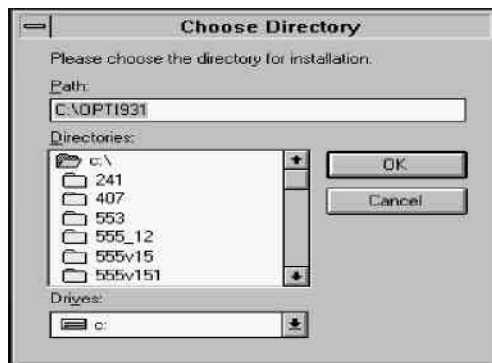 Choose Directory
Please choose the directory for installation.
Path:
C:\OPTI931
Directories:
c:\
241
407
553
555_12
555v15
555v151
OK
Cancel
Drives:
c: